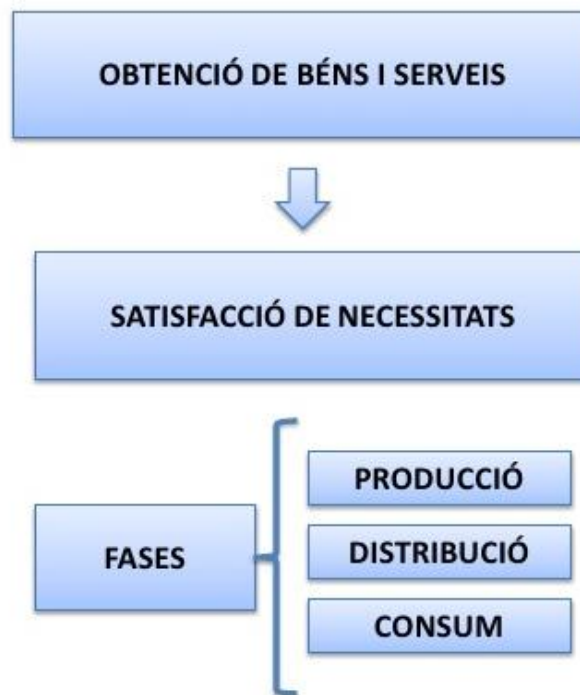 OBTENCIÓ DE BÉNS I SERVEIS
SATISFACCIÓ DE NECESSITATS
FASES
PRODUCCIÓ
DISTRIBUCIÓ
CONSUM